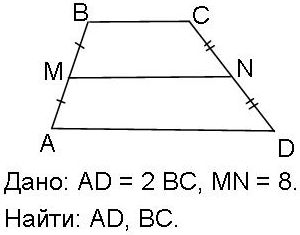 B C
M N
A D
Дано: AD = 2 BC, MN = 8.
Найти: AD, BC.